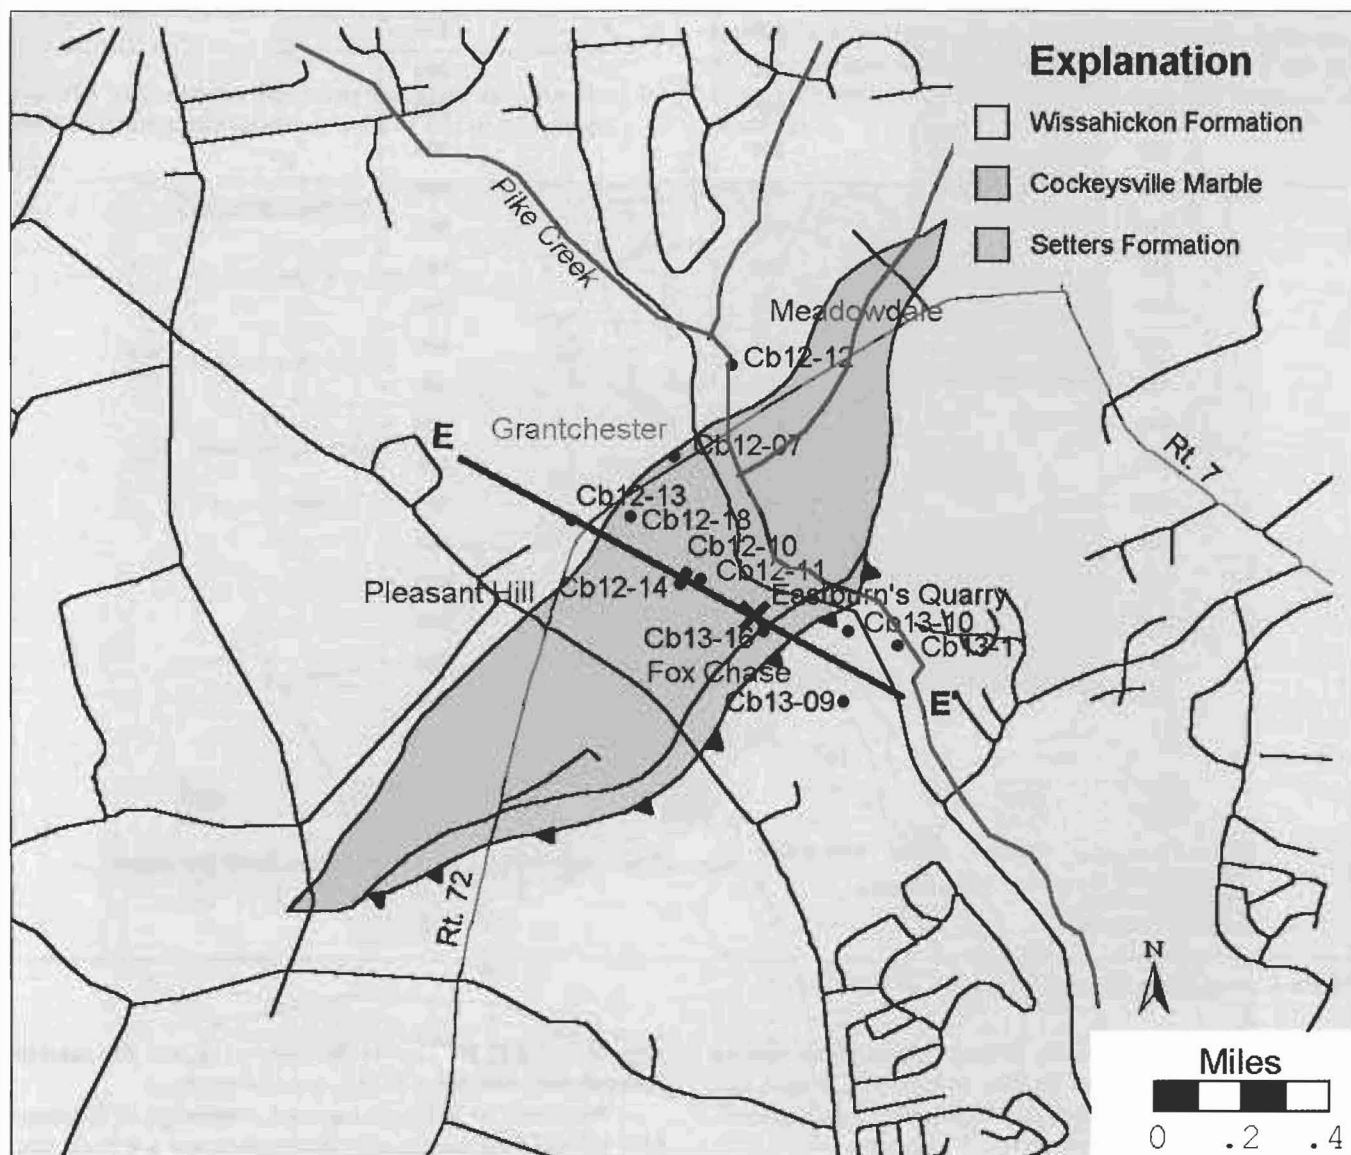 Explanation
Wissahickon Formation
Cockeysville Marble
Setters Formation
Pike Creek
Meadowdale
Cb12-12
E
Grantchester
Cb12-07
Rt. 7
Cb12-13
Cb12-18
Cb12-10
Cb12-11
Pleasant Hill
Cb12-14
Eastburn's Quarry
Cb13-10
Cb13-16
Cb13-11
Fox Chase
Cb13-09
E'
Rt. 72
N
Miles
0 .2 .4